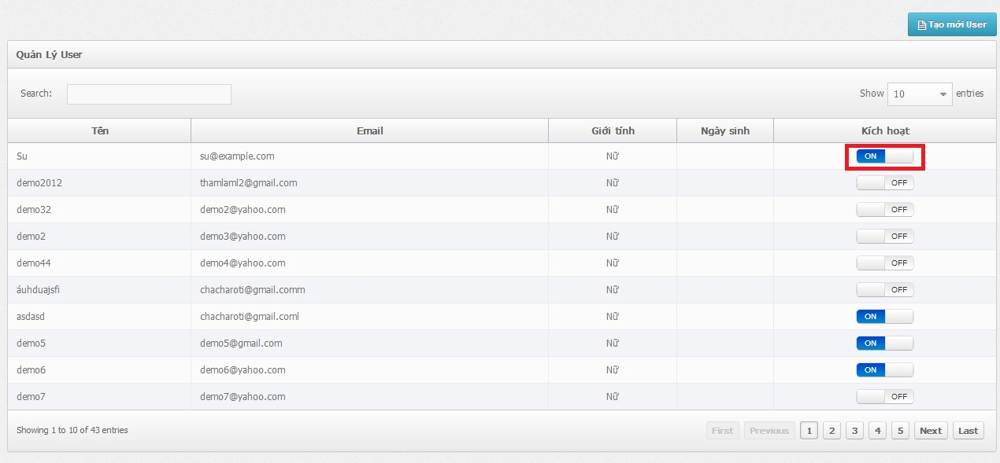 Tạo mới User
Quản Lý User
Search: Show 10 entries
Tên Email Giới tính Ngày sinh Kích hoạt
Su su@example.com Nữ ON
demo2012 thamlaml2@gmail.com Nữ OFF
demo32 demo2@yahoo.com Nữ OFF
demo2 demo3@yahoo.com Nữ OFF
demo44 demo4@yahoo.com Nữ OFF
áuhduajsfi chacharoti@gmail.comm Nữ OFF
asdasd chacharoti@gmail.coml Nữ ON
demo5 demo5@gmail.com Nữ ON
demo6 demo6@yahoo.com Nữ ON
demo7 demo7@yahoo.com Nữ OFF
Showing 1 to 10 of 43 entries First Previous 1 2 3 4 5 Next Last